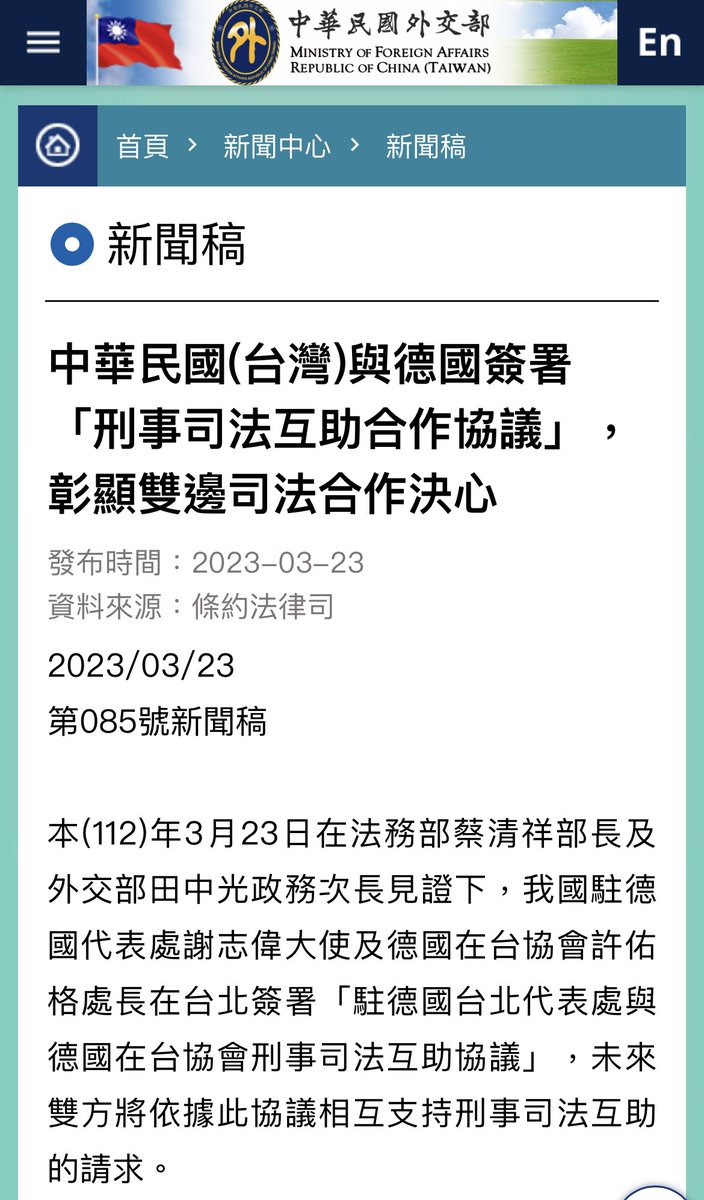 中華民國外交部
MINISTRY OF FOREIGN AFFAIRS
REPUBLIC OF CHINA (TAIWAN)
En
首頁 > 新聞中心 > 新聞稿
新聞稿
中華民國(台灣)與德國簽署
「刑事司法互助合作協議」，
彰顯雙邊司法合作決心
發布時間：2023-03-23
資料來源：條約法律司
2023/03/23
第085號新聞稿
本(112)年3月23日在法務部蔡清祥部長及
外交部田中光政務次長見證下，我國駐德
國代表處謝志偉大使及德國在台協會許佑
格處長在台北簽署「駐德國台北代表處與
德國在台協會刑事司法互助協議」，未來
雙方將依據此協議相互支持刑事司法互助
的請求。